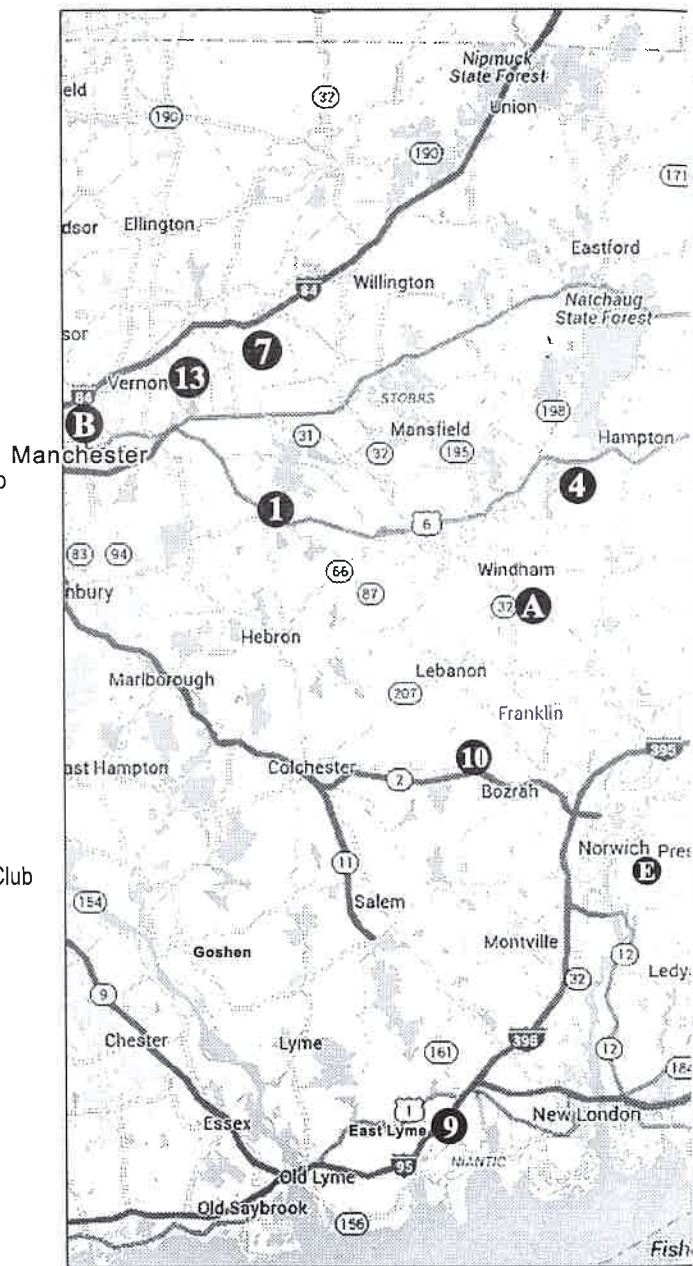 Nipmuck
State Forest
eld
32
Union
190
190
171
dsor
Ellington
Eastford
84
Willington
Natchaug
State Forest
sor
7
Vernon
13
84
STORRS
198
B
31
Mansfield
Hampton
Manchester
32
195
o
4
1
6
83
94
66
Windham
nbury
87
32
A
Hebron
Lebanon
Marlborough
207
Franklin
395
10
ast Hampton
Colchester
2
Bozrah
Norwich
Pres
11
E
Club
154
Salem
Goshen
Montville
12
32
Ledy
9
Chester
Lyme
161
395
12
184
Essex
1
New London
East Lyme
9
95
NIANTIC
Old Lyme
Old Saybrook
156
Fish